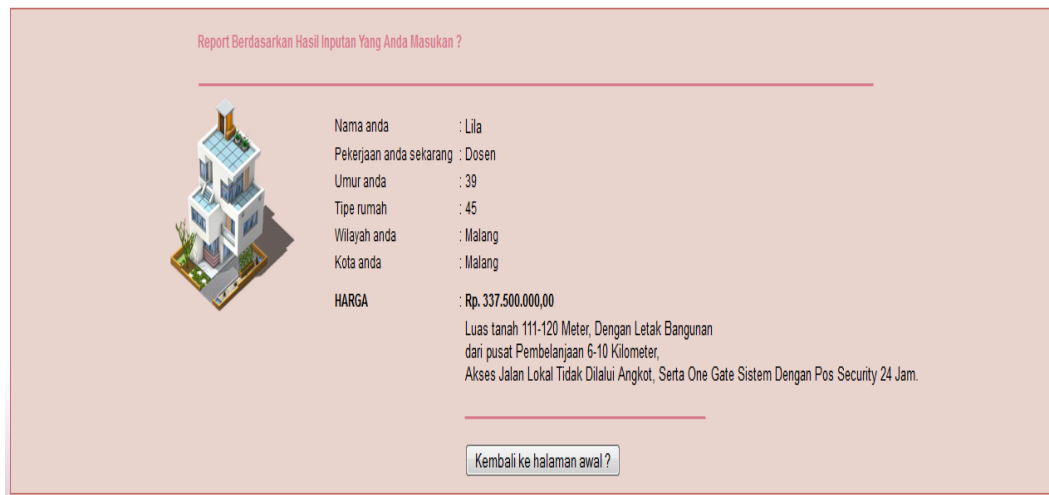 Report Berdasarkan Hasil Inputan Yang Anda Masukan ?
Nama anda : Lila
Pekerjaan anda sekarang : Dosen
Umur anda : 39
Tipe rumah : 45
Wilayah anda : Malang
Kota anda : Malang
HARGA : Rp. 337.500.000,00
Luas tanah 111-120 Meter, Dengan Letak Bangunan
dari pusat Pembelanjaan 6-10 Kilometer,
Akses Jalan Lokal Tidak Dilalui Angkot, Serta One Gate Sistem Dengan Pos Security 24 Jam.
Kembali ke halaman awal ?